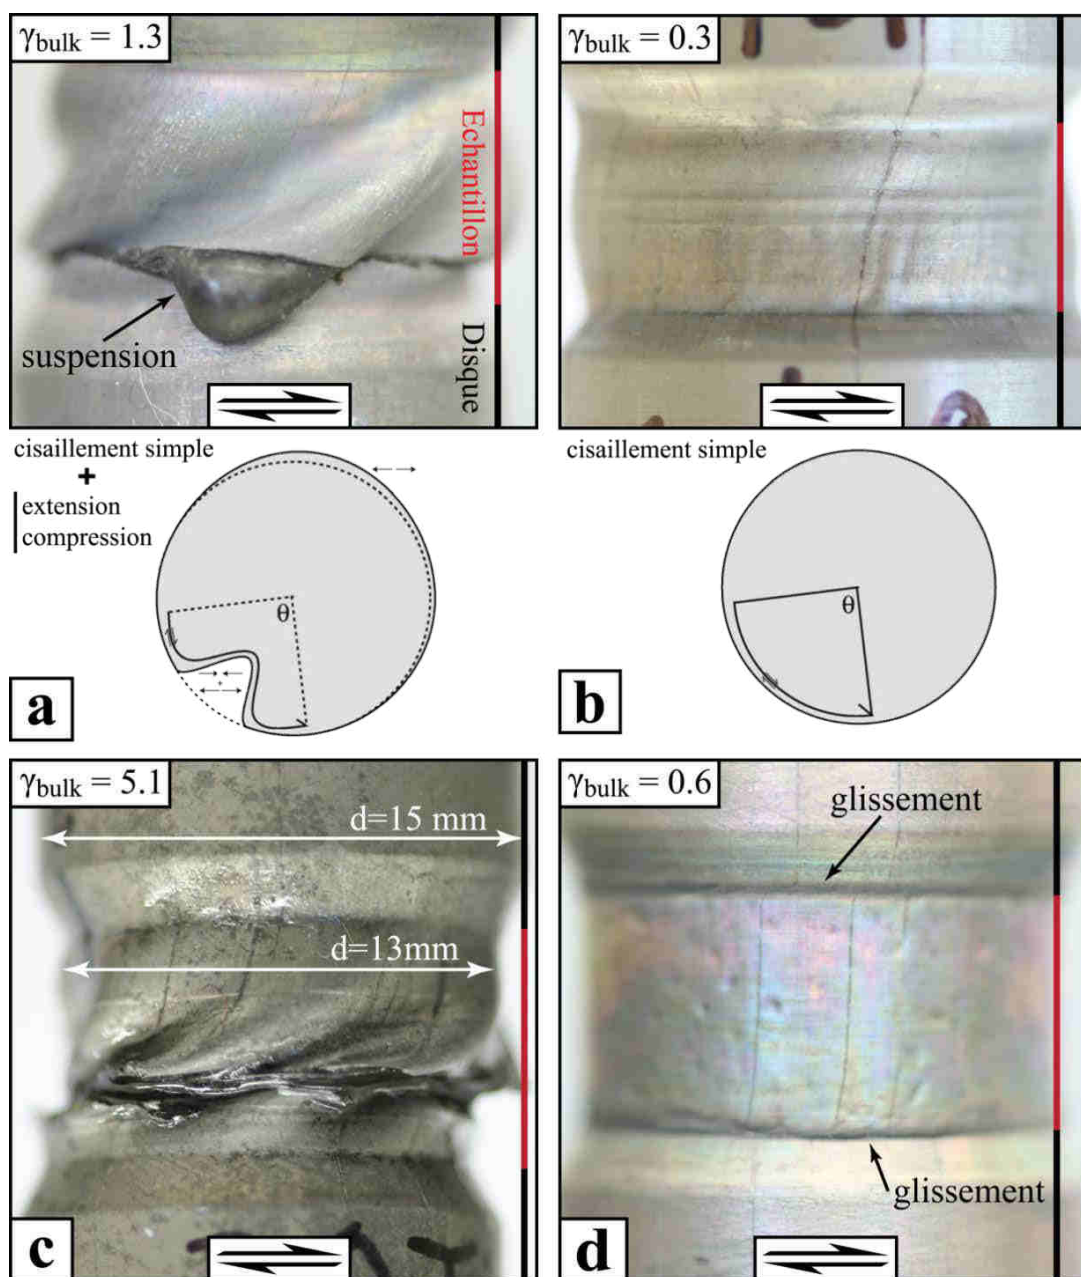 γbulk = 1.3
Echantillon
Disque
suspension
γbulk = 0.3
cisaillement simple
+
extension
compression
θ
a
cisaillement simple
θ
b
γbulk = 5.1
d=15 mm
d=13mm
c
γbulk = 0.6
glissement
glissement
d